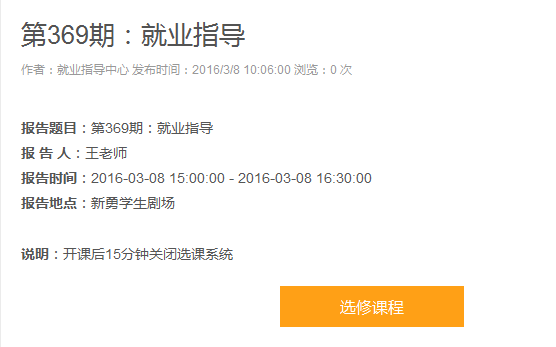 第369期：就业指导
作者：就业指导中心 发布时间：2016/3/8 10:06:00 浏览：0 次
报告题目：第369期：就业指导
报 告 人：王老师
报告时间：2016-03-08 15:00:00 - 2016-03-08 16:30:00
报告地点：新勇学生剧场
说明：开课后15分钟关闭选课系统
选修课程